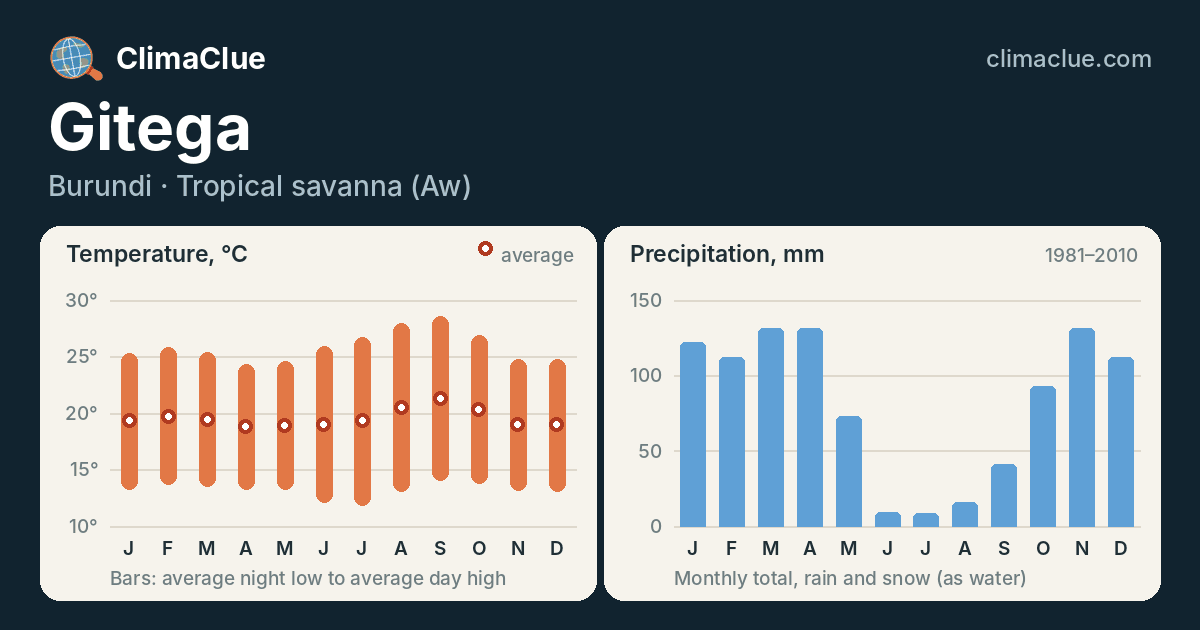 ClimaClue
climaclue.com
Gitega
Burundi · Tropical savanna (Aw)
Temperature, °C
average
30°
25°
20°
15°
10°
J F M A M J J A S O N D
Bars: average night low to average day high
Precipitation, mm
1981–2010
150
100
50
0
J F M A M J J A S O N D
Monthly total, rain and snow (as water)